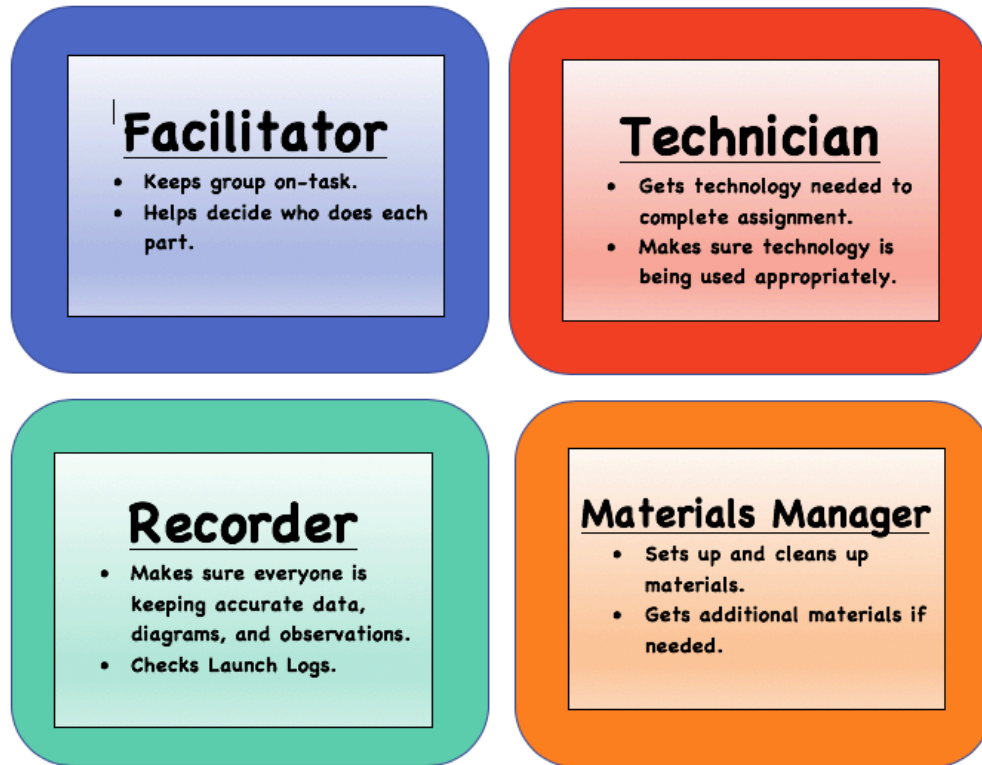 Facilitator
• Keeps group on-task.
• Helps decide who does each
part.
Technician
• Gets technology needed to
complete assignment.
• Makes sure technology is
being used appropriately.
Recorder
• Makes sure everyone is
keeping accurate data,
diagrams, and observations.
• Checks Launch Logs.
Materials Manager
• Sets up and cleans up
materials.
• Gets additional materials if
needed.